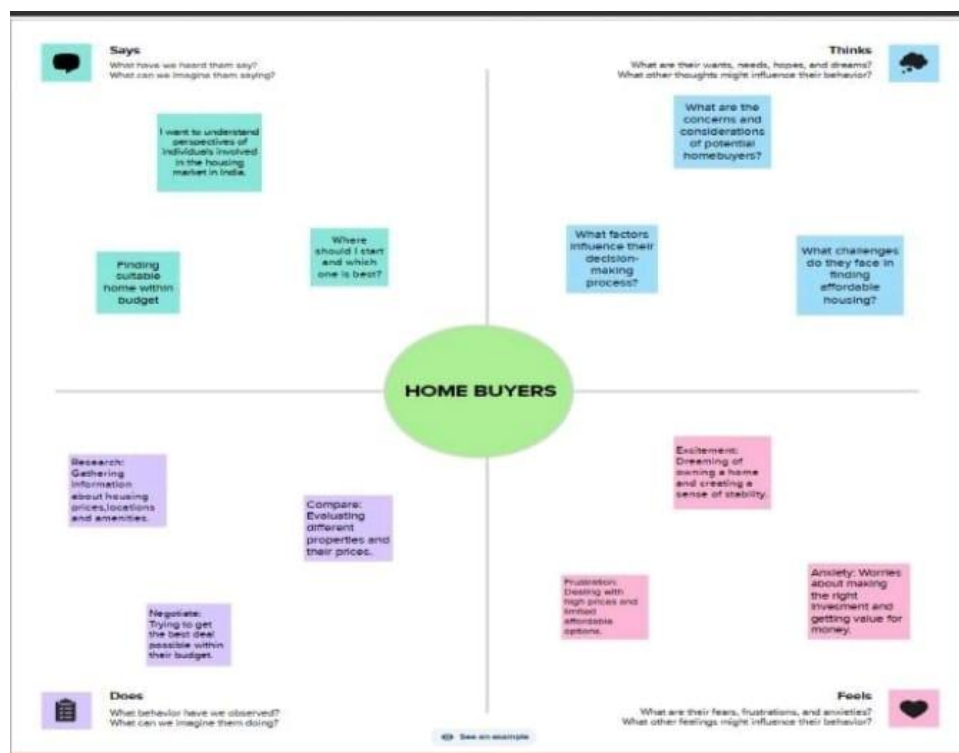 Says
What have we heard them say?
What can we imagine them saying?
I want to understand
perspectives of
individuals involved
in the housing
market in India.
Where
should I start
and which
one is best?
Finding
suitable
home within
budget
Thinks
What are their wants, needs, hopes, and dreams?
What other thoughts might influence their behavior?
What are the
concerns and
considerations
of potential
homebuyers?
What factors
influence their
decision-
making
process?
What challenges
do they face in
finding
affordable
housing?
HOME BUYERS
Research:
Gathering
information
about housing
prices,locations
and amenities.
Compare:
Evaluating
different
properties and
their prices.
Negotiate:
Trying to get
the best deal
possible within
their budget.
Does
What behavior have we observed?
What can we imagine them doing?
Excitement:
Dreaming of
owning a home
and creating a
sense of stability.
Frustration:
Dealing with
high prices and
limited
affordable
options.
Anxiety: Worries
about making
the right
invesment and
getting value for
money.
Feels
What are their fears, frustrations, and anxieties?
What other feelings might influence their behavior?
See an example